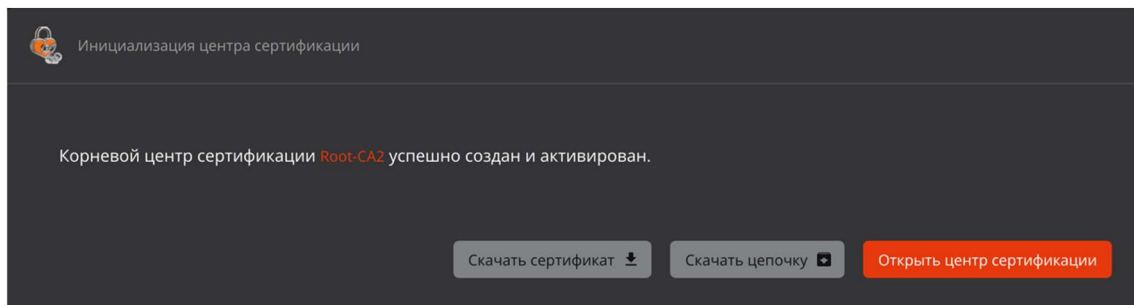 Инициализация центра сертификации
Корневой центр сертификации Root-CA2 успешно создан и активирован.
Скачать сертификат
Скачать цепочку
Открыть центр сертификации